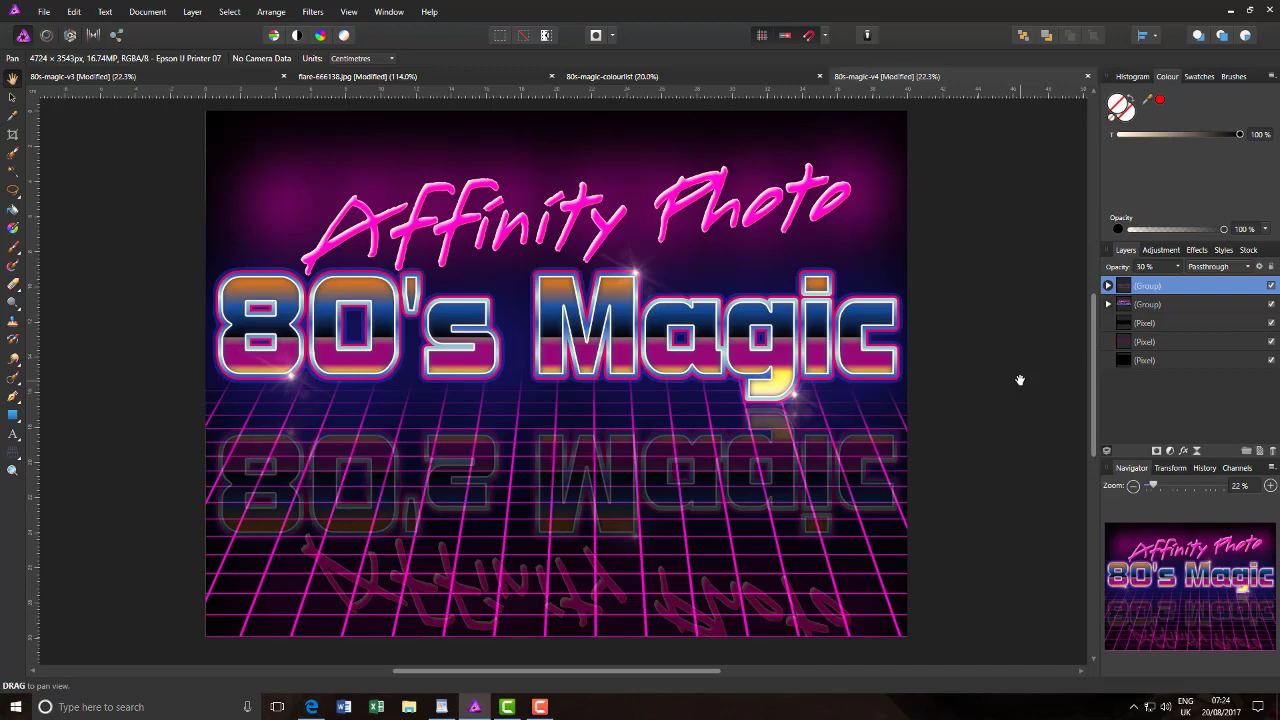 File Edit Text Document Layer Select Arrange Filters View Window Help
Pan 4724 × 3543px, 16.74MP, RGBA/8 - Epson IJ Printer 07 No Camera Data Units: Centimetres
80s-magic-v3 [Modified] (22.3%) flare-666138.jpg [Modified] (114.0%) 80s-magic-colourlist (20.0%) 80s-magic-v4 [Modified] (22.3%)
Histogram Colour Swatches Brushes
100 %
Opacity
100 %
Layers Adjustment Effects Styles Stock
Opacity: 30 % Passthrough
(Group)
(Group)
(Pixel)
(Pixel)
(Pixel)
Affinity Photo
80's Magic
Navigator Transform History Channels
Zoom: 22 %
Affinity Photo
80's Magic
DRAG to pan view.
Type here to search
ENG
UK
07:24
20/08/2017